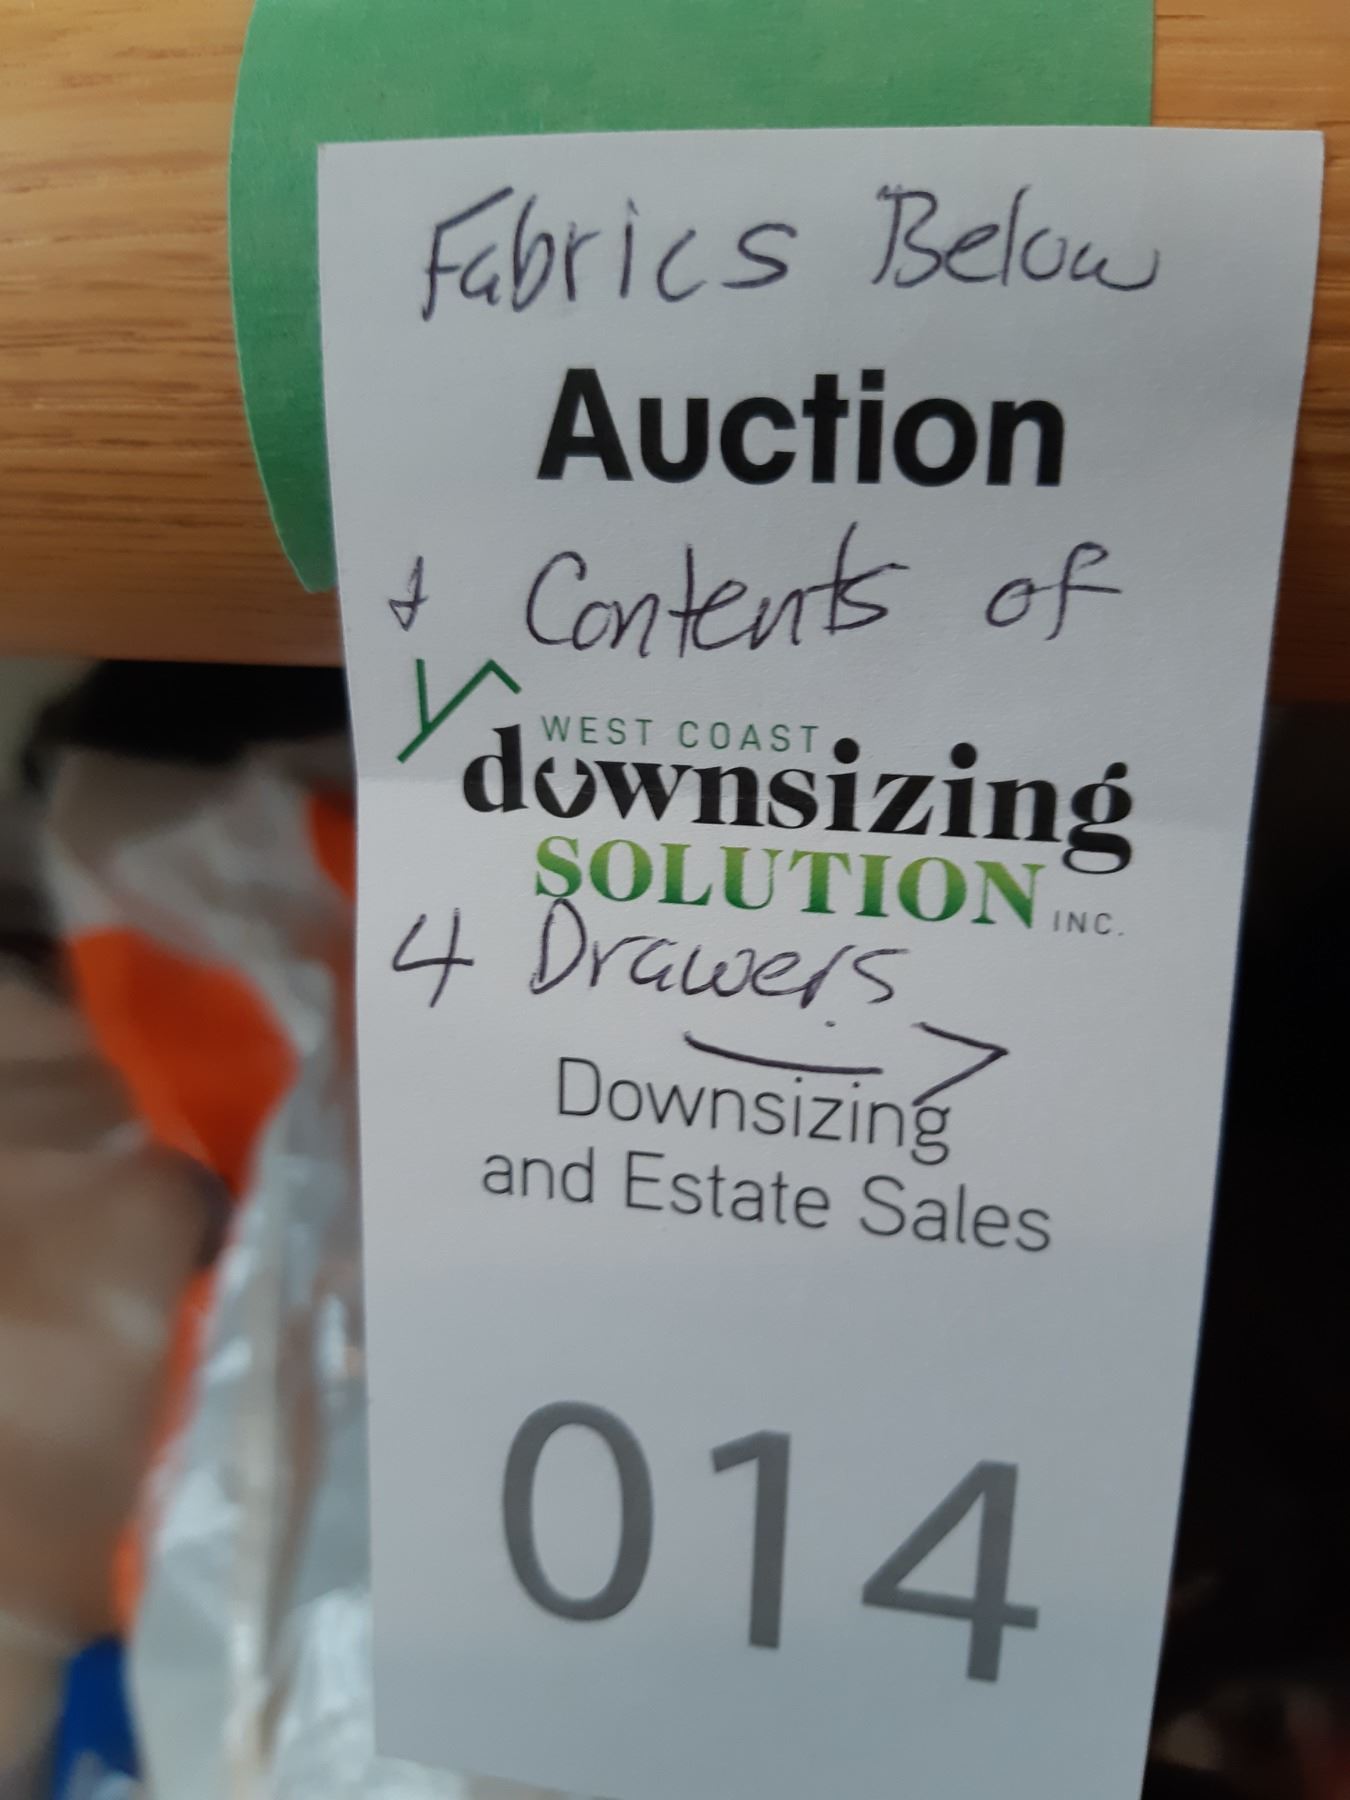 Fabrics Below
Auction
& Contents of
WEST COAST
downsizing
SOLUTION INC.
4 Drawers
Downsizing
and Estate Sales
014